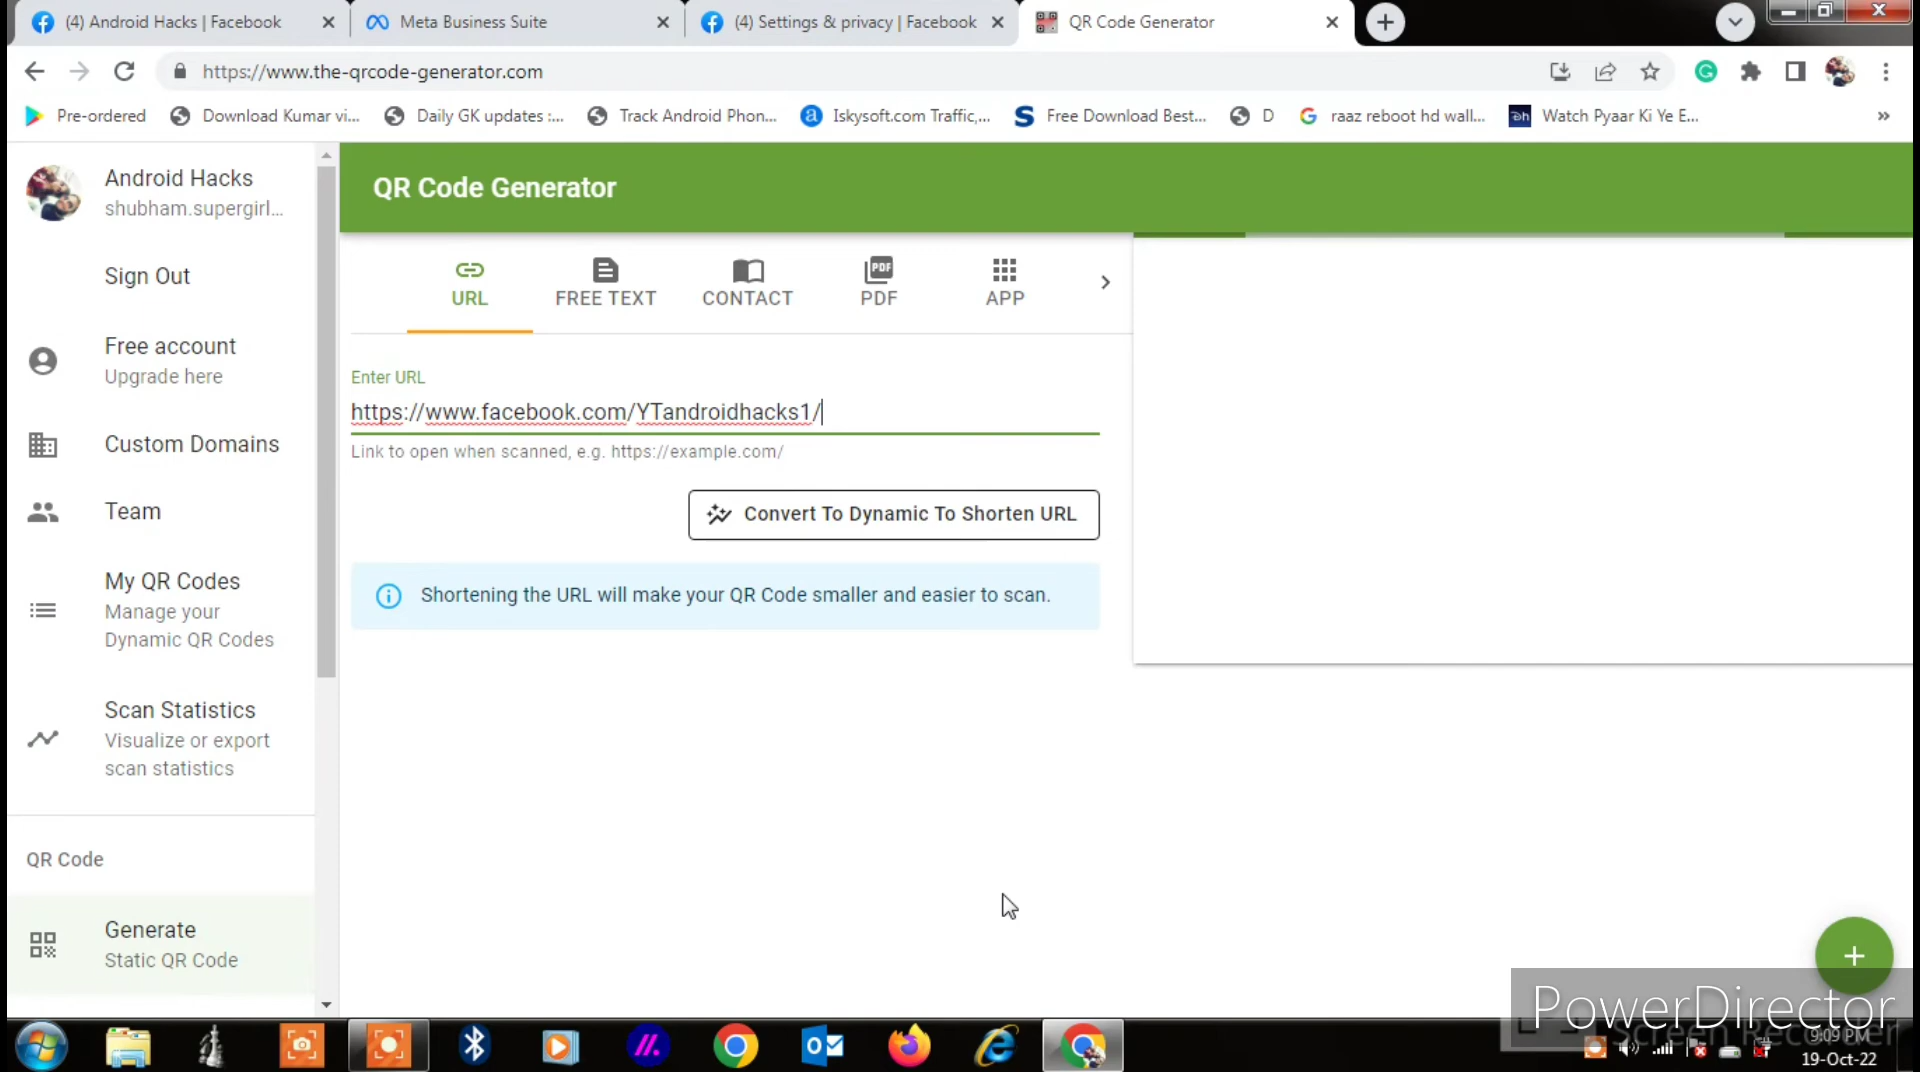 (4) Android Hacks | Facebook
Meta Business Suite
(4) Settings & privacy | Facebook
QR Code Generator
https://www.the-qrcode-generator.com
Pre-ordered
Download Kumar vi...
Daily GK updates :...
Track Android Phon...
Iskysoft.com Traffic,...
Free Download Best...
D
raaz reboot hd wall...
Watch Pyaar Ki Ye E...
Android Hacks
shubham.supergirl...
Sign Out
Free account
Upgrade here
Custom Domains
Team
My QR Codes
Manage your
Dynamic QR Codes
Scan Statistics
Visualize or export
scan statistics
QR Code
Generate
Static QR Code
QR Code Generator
URL
FREE TEXT
CONTACT
PDF
APP
Enter URL
https://www.facebook.com/YTandroidhacks1/
Link to open when scanned, e.g. https://example.com/
Convert To Dynamic To Shorten URL
Shortening the URL will make your QR Code smaller and easier to scan.
PowerDirector
Screen Recorder
9:09 PM
19-Oct-22